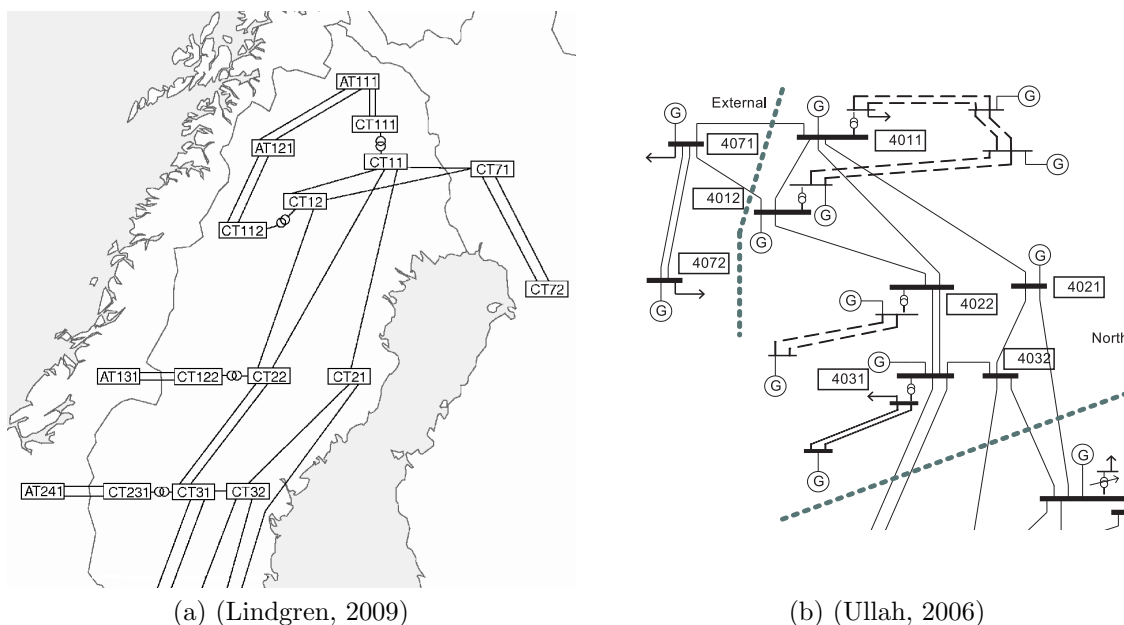 AT111
CT111
AT121
CT11
CT71
CT12
CT112
CT72
AT131
CT122
CT22
CT21
AT241
CT231
CT31
CT32
(a) (Lindgren, 2009)
External
G
G
G
4071
4011
G
4012
G
G
4072
G
G
4021
G
4022
G
North
G
4031
4032
G
G
(b) (Ullah, 2006)